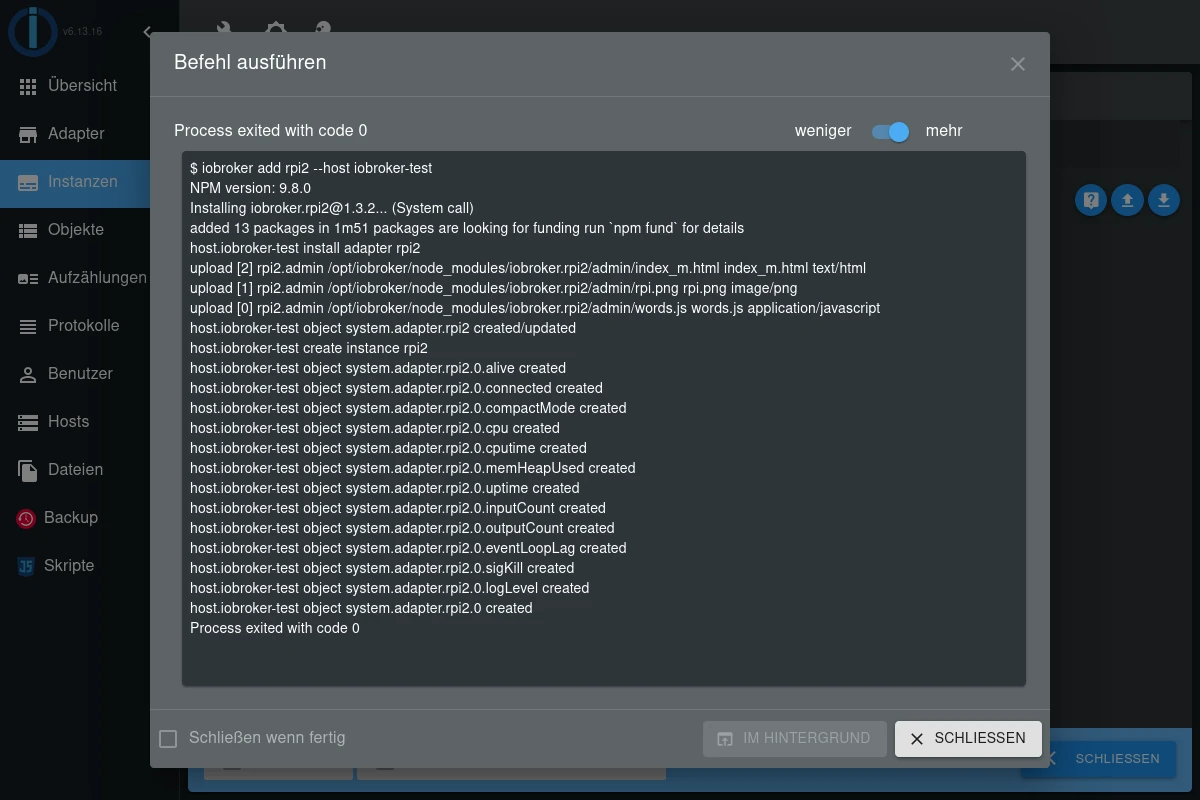 v6.13.16
Befehl ausführen
Übersicht
Adapter
Instanzen
Objekte
Aufzählungen
Protokolle
Benutzer
Hosts
Dateien
Backup
JS
Skripte
Process exited with code 0
weniger
mehr
$ iobroker add rpi2 --host iobroker-test
NPM version: 9.8.0
Installing iobroker.rpi2@1.3.2... (System call)
added 13 packages in 1m51 packages are looking for funding run `npm fund` for details
host.iobroker-test install adapter rpi2
upload [2] rpi2.admin /opt/iobroker/node_modules/iobroker.rpi2/admin/index_m.html index_m.html text/html
upload [1] rpi2.admin /opt/iobroker/node_modules/iobroker.rpi2/admin/rpi.png rpi.png image/png
upload [0] rpi2.admin /opt/iobroker/node_modules/iobroker.rpi2/admin/words.js words.js application/javascript
host.iobroker-test object system.adapter.rpi2 created/updated
host.iobroker-test create instance rpi2
host.iobroker-test object system.adapter.rpi2.0.alive created
host.iobroker-test object system.adapter.rpi2.0.connected created
host.iobroker-test object system.adapter.rpi2.0.compactMode created
host.iobroker-test object system.adapter.rpi2.0.cpu created
host.iobroker-test object system.adapter.rpi2.0.cputime created
host.iobroker-test object system.adapter.rpi2.0.memHeapUsed created
host.iobroker-test object system.adapter.rpi2.0.uptime created
host.iobroker-test object system.adapter.rpi2.0.inputCount created
host.iobroker-test object system.adapter.rpi2.0.outputCount created
host.iobroker-test object system.adapter.rpi2.0.eventLoopLag created
host.iobroker-test object system.adapter.rpi2.0.sigKill created
host.iobroker-test object system.adapter.rpi2.0.logLevel created
host.iobroker-test object system.adapter.rpi2.0 created
Process exited with code 0
Schließen wenn fertig
IM HINTERGRUND
SCHLIESSEN
SCHLIESSEN